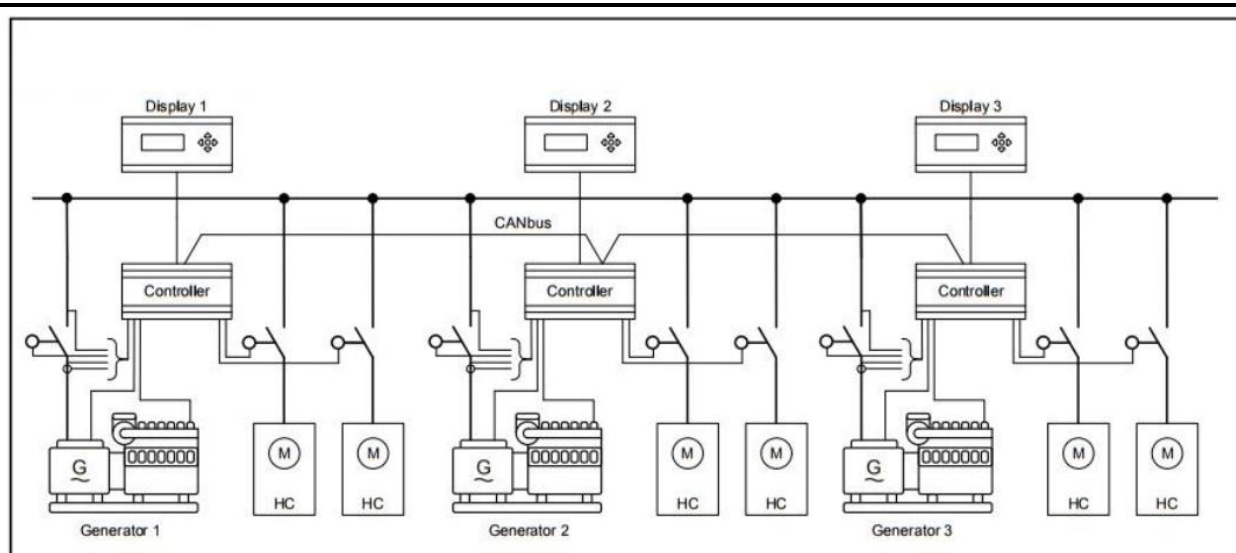 Display 1
Display 2
Display 3
CANbus
Controller
Controller
Controller
G
M
M
G
M
M
G
M
M
HC
HC
HC
HC
HC
HC
Generator 1
Generator 2
Generator 3